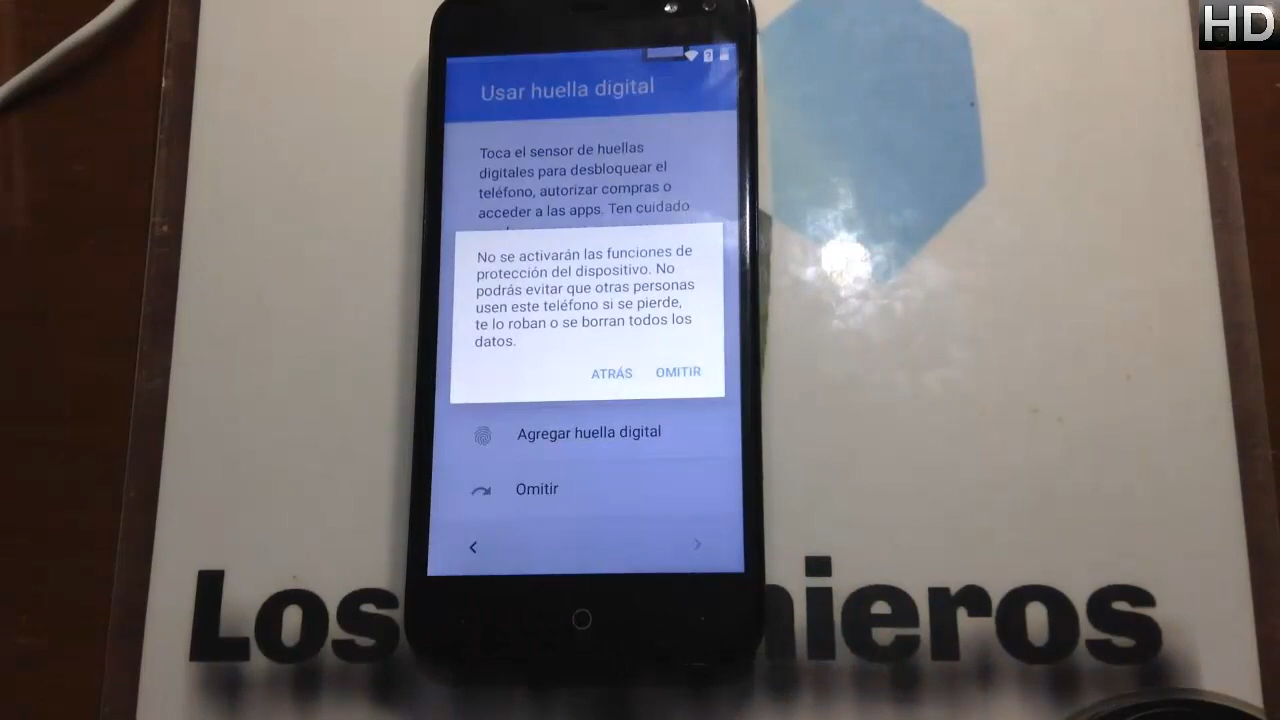 HD
Usar huella digital
Toca el sensor de huellas
digitales para desbloquear el
teléfono, autorizar compras o
acceder a las apps. Ten cuidado
No se activarán las funciones de
protección del dispositivo. No
podrás evitar que otras personas
usen este teléfono si se pierde,
te lo roban o se borran todos los
datos.
ATRÁS OMITIR
Agregar huella digital
Omitir
Los nieros